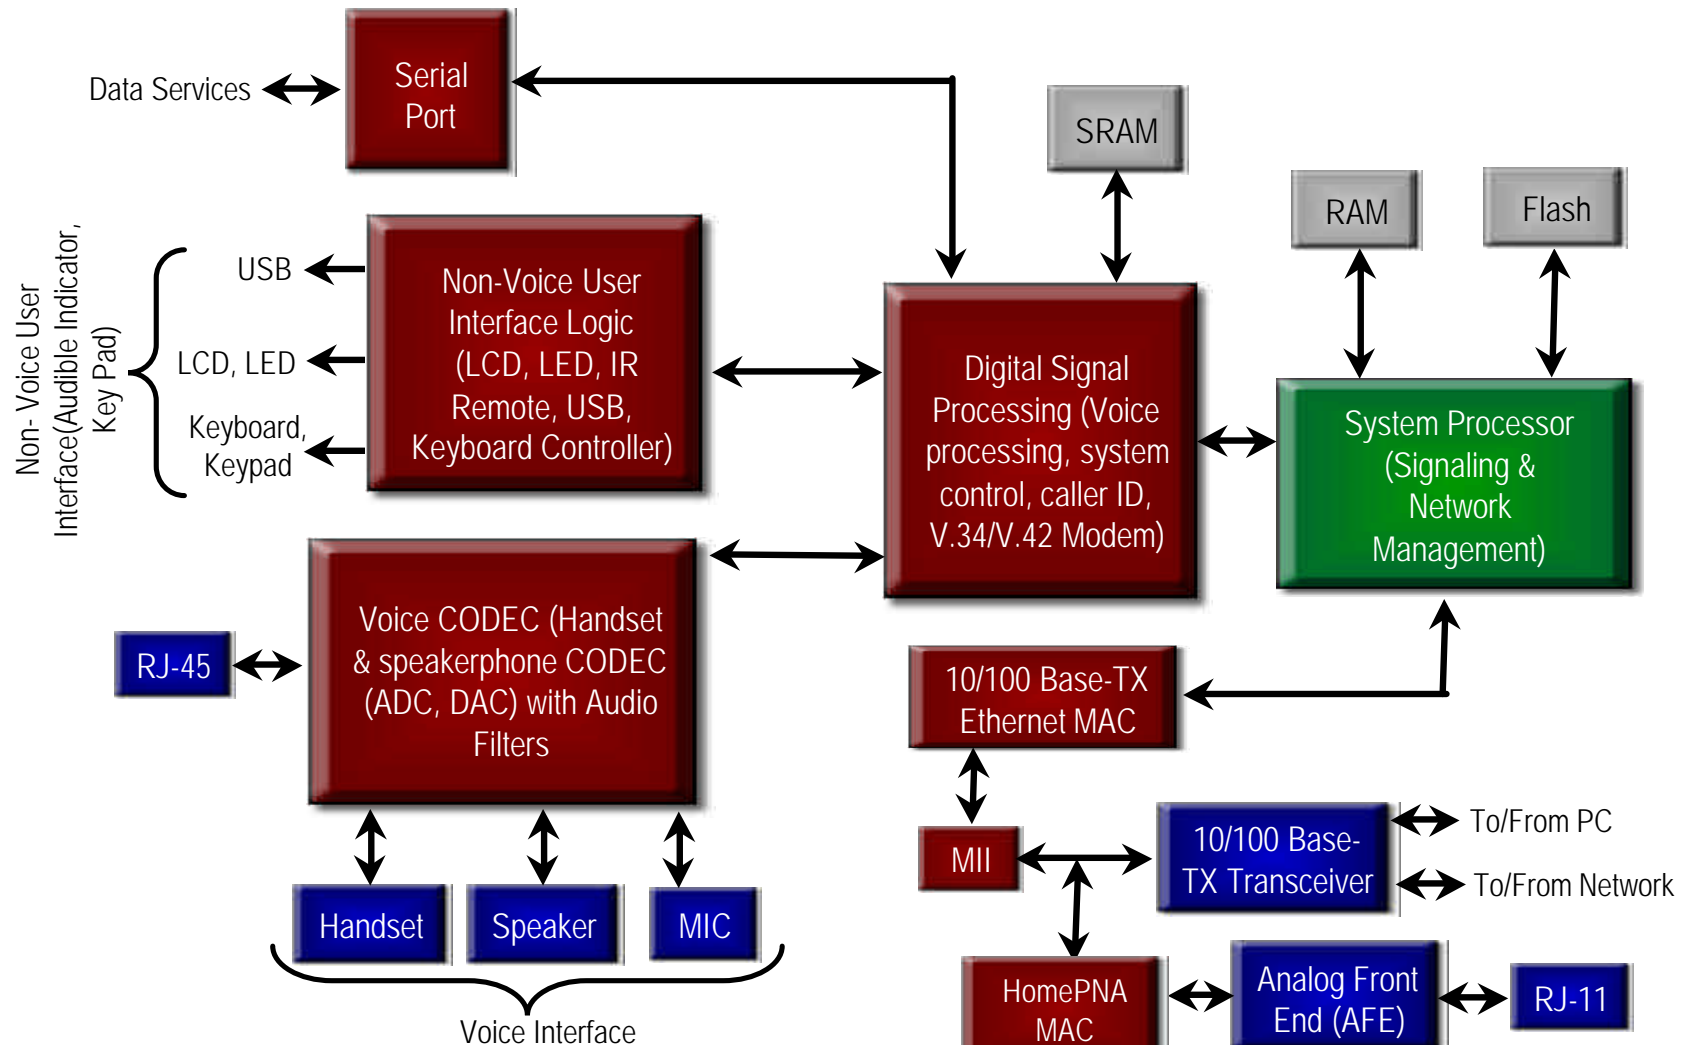 Data Services
Serial
Port
SRAM
RAM
Flash
Non- Voice User
Interface(Audible Indicator,
Key Pad)
USB
LCD, LED
Keyboard,
Keypad
Non-Voice User
Interface Logic
(LCD, LED, IR
Remote, USB,
Keyboard Controller)
Digital Signal
Processing (Voice
processing, system
control, caller ID,
V.34/V.42 Modem)
System Processor
(Signaling &
Network
Management)
RJ-45
Voice CODEC (Handset
& speakerphone CODEC
(ADC, DAC) with Audio
Filters
10/100 Base-TX
Ethernet MAC
MII
10/100 Base-
TX Transceiver
To/From PC
To/From Network
Handset
Speaker
MIC
Voice Interface
HomePNA
MAC
Analog Front
End (AFE)
RJ-11